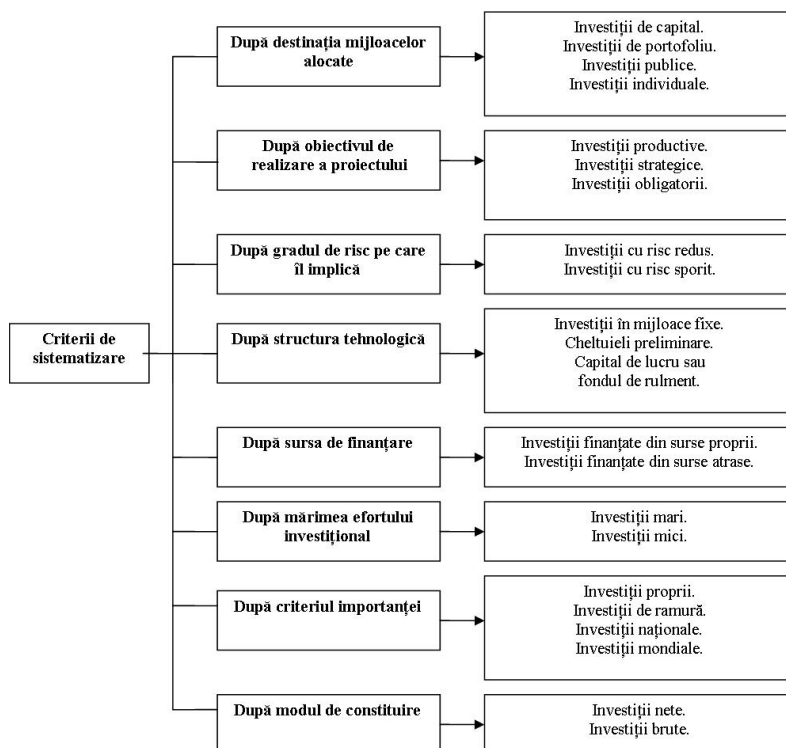 După destinația mijloacelor
alocate
Investiții de capital.
Investiții de portofoliu.
Investiții publice.
Investiții individuale.
După obiectivul de
realizare a proiectului
Investiții productive.
Investiții strategice.
Investiții obligatorii.
După gradul de risc pe care
îl implică
Investiții cu risc redus.
Investiții cu risc sporit.
Criterii de
sistematizare
După structura tehnologică
Investiții în mijloace fixe.
Cheltuieli preliminare.
Capital de lucru sau
fondul de rulment.
După sursa de finanțare
Investiții finanțate din surse proprii.
Investiții finanțate din surse atrase.
După mărimea efortului
investițional
Investiții mari.
Investiții mici.
După criteriul importanței
Investiții proprii.
Investiții de ramură.
Investiții naționale.
Investiții mondiale.
După modul de constituire
Investiții nete.
Investiții brute.